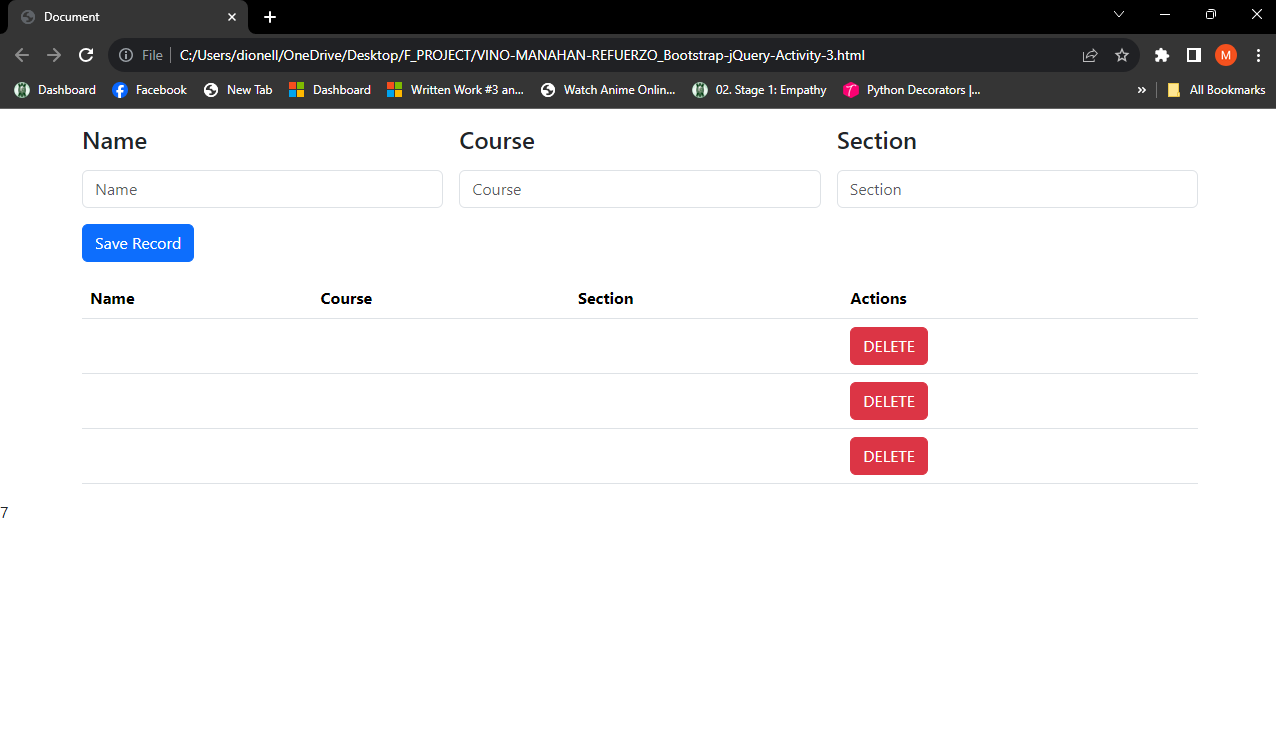 Document
File C:/Users/dionell/OneDrive/Desktop/F_PROJECT/VINO-MANAHAN-REFUERZO_Bootstrap-jQuery-Activity-3.html M
Dashboard Facebook New Tab Dashboard Written Work #3 an... Watch Anime Onlin... 02. Stage 1: Empathy Python Decorators |... » All Bookmarks
Name Course Section
Name Course Section
Save Record
Name Course Section Actions
DELETE
DELETE
DELETE
7